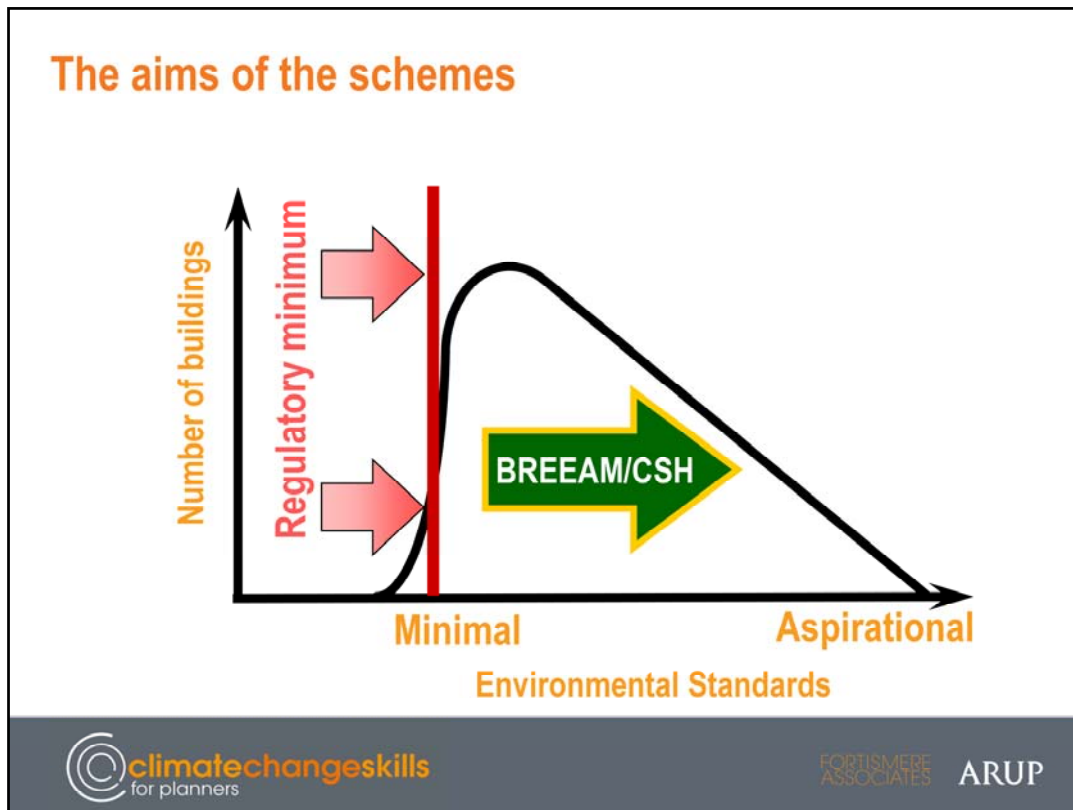 The aims of the schemes
Number of buildings
Regulatory minimum
BREEAM/CSH
Minimal
Aspirational
Environmental Standards
climatechangeskills
for planners
FORTISMERE
ASSOCIATES
ARUP